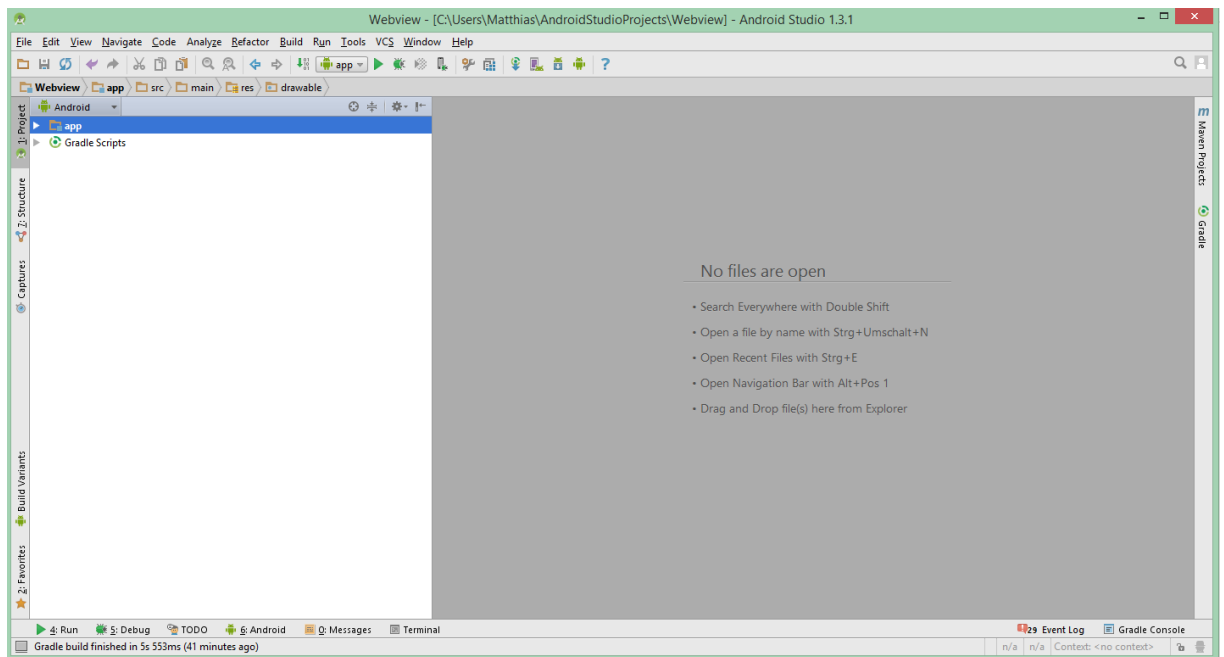 Webview - [C:\Users\Matthias\AndroidStudioProjects\Webview] - Android Studio 1.3.1
File Edit View Navigate Code Analyze Refactor Build Run Tools VCS Window Help
app
Webview app src main res drawable
1: Project
Android
app
Gradle Scripts
7: Structure
Captures
Build Variants
2: Favorites
No files are open
• Search Everywhere with Double Shift
• Open a file by name with Strg+Umschalt+N
• Open Recent Files with Strg+E
• Open Navigation Bar with Alt+Pos 1
• Drag and Drop file(s) here from Explorer
m Maven Projects
Gradle
4: Run 5: Debug TODO 6: Android 0: Messages Terminal 29 Event Log Gradle Console
Gradle build finished in 5s 553ms (41 minutes ago) n/a n/a Context: <no context>